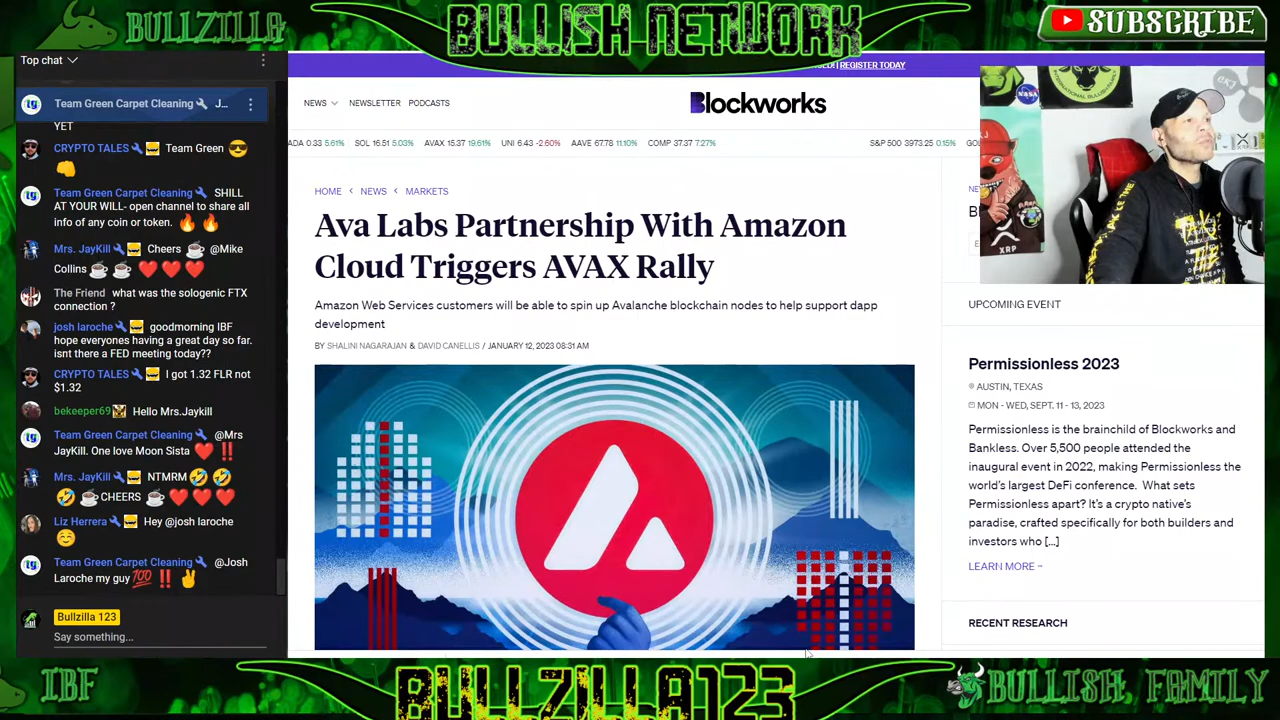 BULLZILLA
BULLISH NETWORK
SUBSCRIBE
Top chat
Team Green Carpet Cleaning J...
YET
CRYPTO TALES Team Green 😎
👊
Team Green Carpet Cleaning SHILL
AT YOUR WILL- open channel to share all
info of any coin or token. 🔥 🔥
Mrs. JayKill Cheers ☕ @Mike
Collins ☕ ☕ ❤️ ❤️ ❤️
The Friend what was the sologenic FTX
connection ?
josh laroche goodmorning IBF
hope everyones having a great day so far.
isnt there a FED meeting today??
CRYPTO TALES I got 1.32 FLR not
$1.32
bekeeper69 Hello Mrs.Jaykill
Team Green Carpet Cleaning @Mrs
JayKill. One love Moon Sista ❤️ ‼️
Mrs. JayKill NTMRM 🤣 🤣
🤣 ☕CHEERS ☕ ❤️ ❤️ ❤️
Liz Herrera Hey @josh laroche
☺️
Team Green Carpet Cleaning @Josh
Laroche my guy 💯 ‼️ ✌️
Bullzilla 123
Say something...
REGISTER TODAY
NEWS NEWSLETTER PODCASTS
Blockworks
ADA 0.33 5.61% SOL 16.51 5.03% AVAX 15.37 19.61% UNI 6.43 -2.60% AAVE 67.78 11.10% COMP 37.37 7.27% S&P 500 3973.25 0.15%
HOME < NEWS < MARKETS
Ava Labs Partnership With Amazon
Cloud Triggers AVAX Rally
Amazon Web Services customers will be able to spin up Avalanche blockchain nodes to help support dapp
development
BY SHALINI NAGARAJAN & DAVID CANELLIS / JANUARY 12, 2023 08:31 AM
NASA
XRP
UPCOMING EVENT
Permissionless 2023
AUSTIN, TEXAS
MON - WED, SEPT. 11 - 13, 2023
Permissionless is the brainchild of Blockworks and
Bankless. Over 5,500 people attended the
inaugural event in 2022, making Permissionless the
world's largest DeFi conference. What sets
Permissionless apart? It's a crypto native's
paradise, crafted specifically for both builders and
investors who [...]
LEARN MORE
RECENT RESEARCH
IBF
BULLZILLA123
BULLISH FAMILY